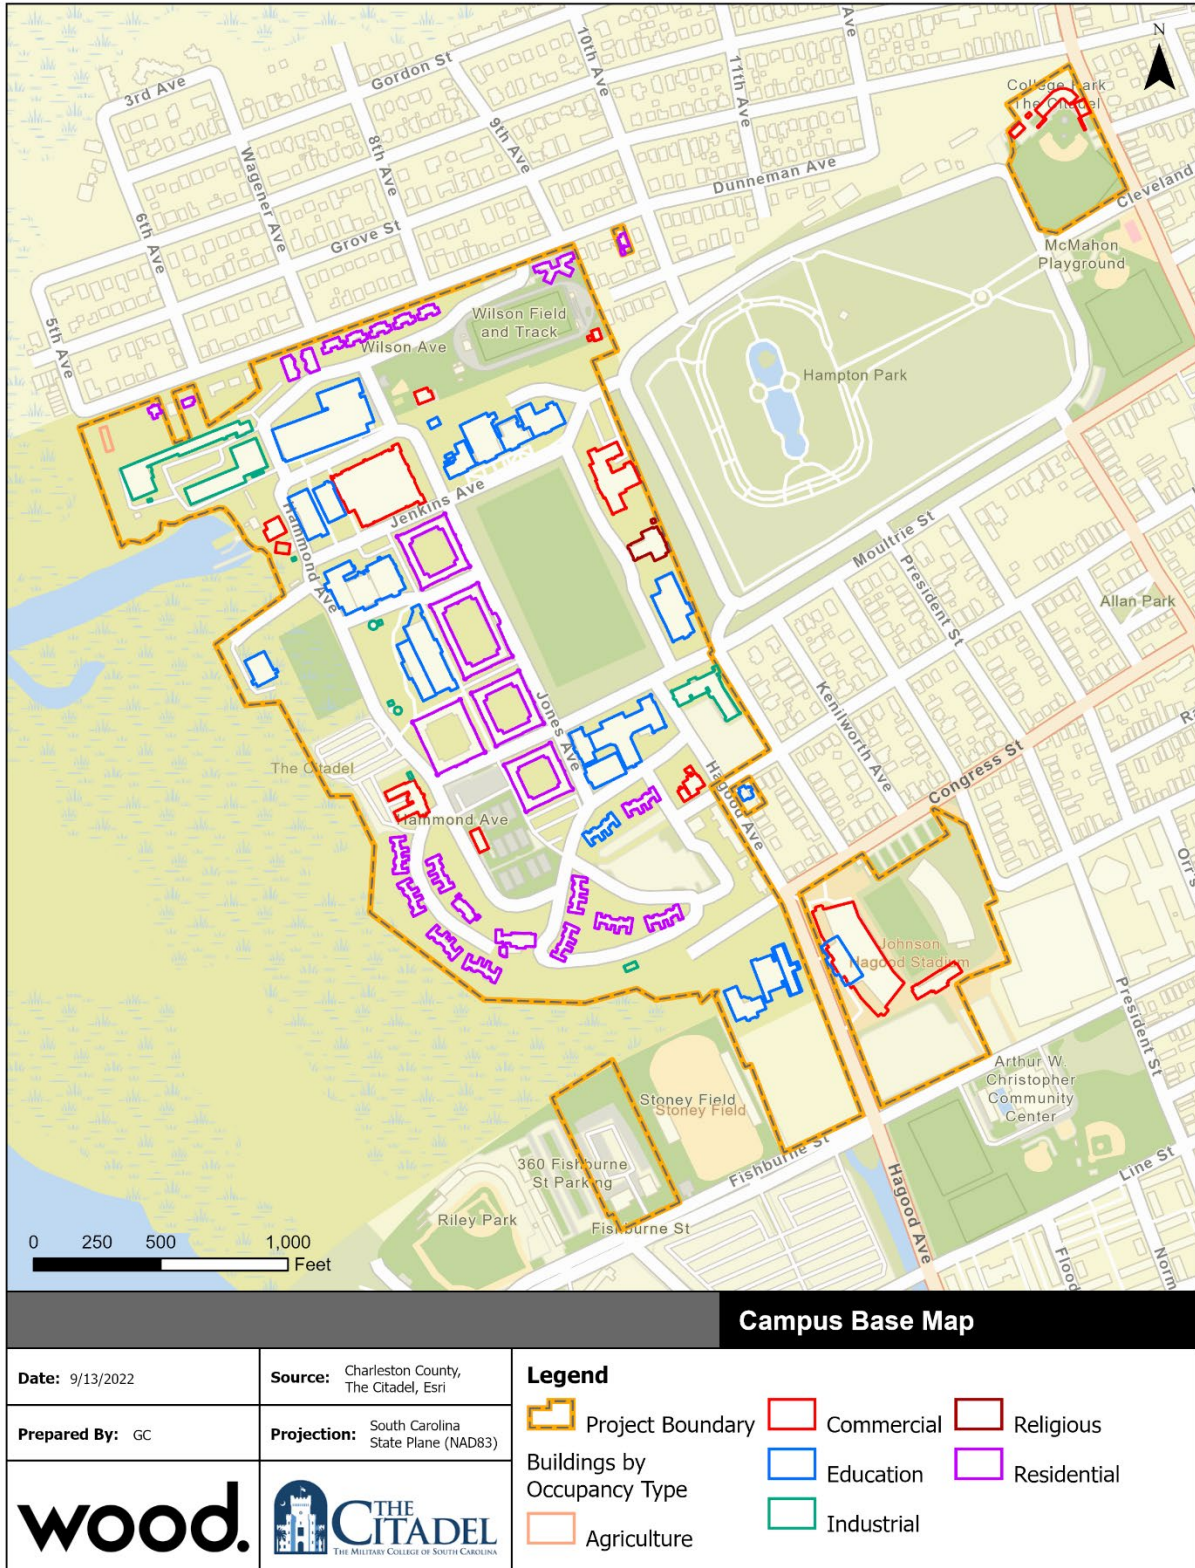 N
College Park
The Citadel
3rd Ave
Gordon St
10th Ave
11th Ave
Ave
9th Ave
8th Ave
Wagener Ave
6th Ave
Grove St
Dunneman Ave
Cleveland
McMahon
Playground
5th Ave
Wilson Field
and Track
Wilson Ave
Hampton Park
Jenkins Ave
Hammond Ave
Moultrie St
President St
Allan Park
Jones Ave
Kenilworth Ave
Congress St
The Citadel
Hammond Ave
Hagood Ave
Orr's
Johnson
Hagood Stadium
President St
Arthur W.
Christopher
Community
Center
Stoney Field
Stoney Field
360 Fishburne
St Parking
Fishburne St
Line St
Riley Park
Fishburne St
Hagood Ave
Flood
Norm
0 250 500 1,000
Feet
Campus Base Map
Date: 9/13/2022
Source: Charleston County,
The Citadel, Esri
Prepared By: GC
Projection: South Carolina
State Plane (NAD83)
wood.
THE
CITADEL
THE MILITARY COLLEGE OF SOUTH CAROLINA
Legend
Project Boundary
Buildings by
Occupancy Type
Agriculture
Commercial
Education
Industrial
Religious
Residential